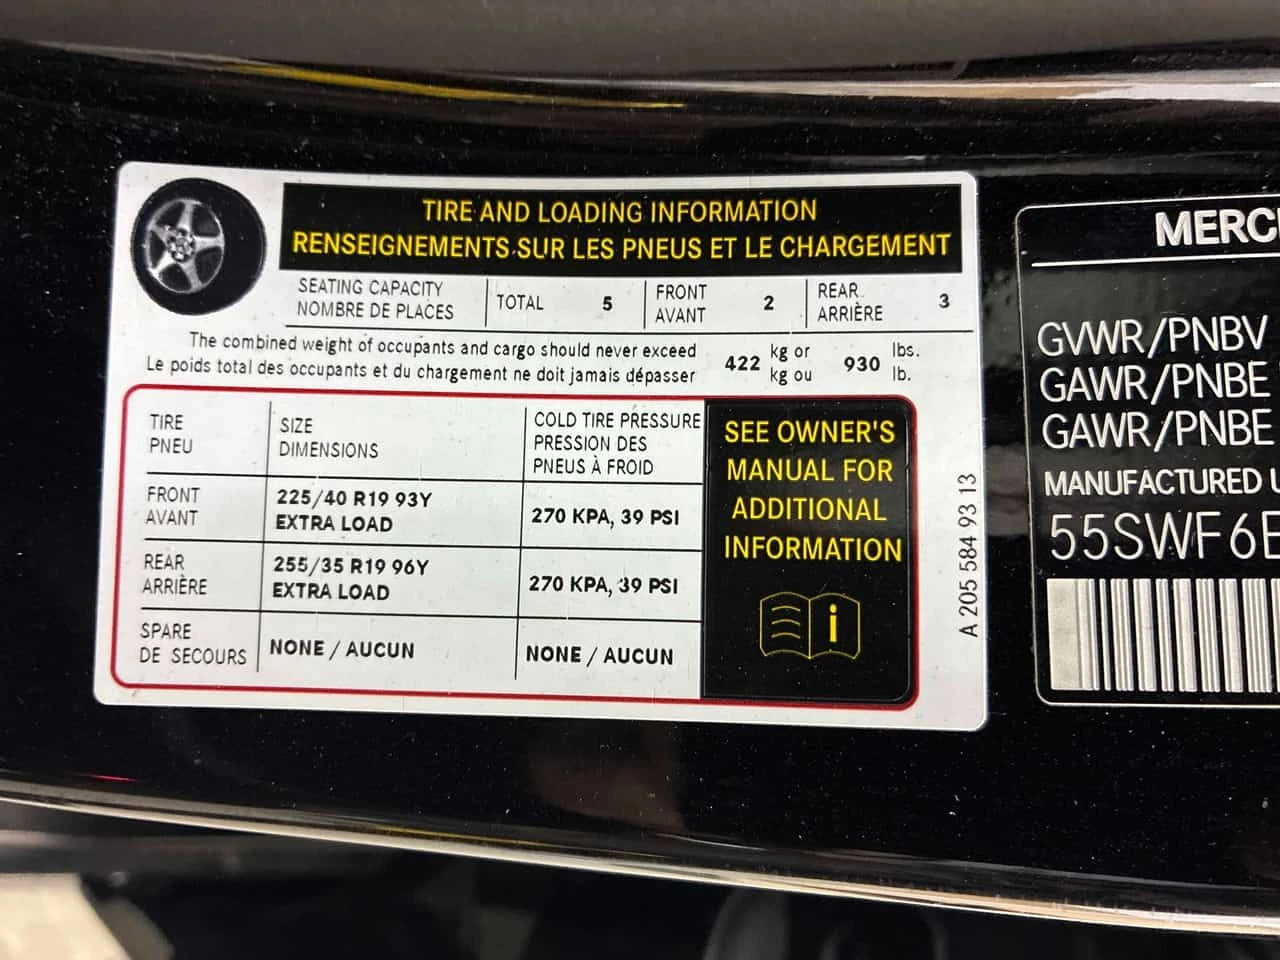 TIRE AND LOADING INFORMATION
RENSEIGNEMENTS SUR LES PNEUS ET LE CHARGEMENT
SEATING CAPACITY
NOMBRE DE PLACES
TOTAL 5
FRONT
AVANT
2
REAR
ARRIÈRE
3
The combined weight of occupants and cargo should never exceed
Le poids total des occupants et du chargement ne doit jamais dépasser
422 kg or
kg ou
930 lbs.
lb.
TIRE
PNEU
SIZE
DIMENSIONS
COLD TIRE PRESSURE
PRESSION DES
PNEUS À FROID
FRONT
AVANT
225/40 R19 93Y
EXTRA LOAD
270 KPA, 39 PSI
REAR
ARRIÈRE
255/35 R19 96Y
EXTRA LOAD
270 KPA, 39 PSI
SPARE
DE SECOURS
NONE / AUCUN
NONE / AUCUN
SEE OWNER'S
MANUAL FOR
ADDITIONAL
INFORMATION
i
A 205 584 93 13
MERC
GVWR/PNBV
GAWR/PNBE
GAWR/PNBE
MANUFACTURED
55SWF6E